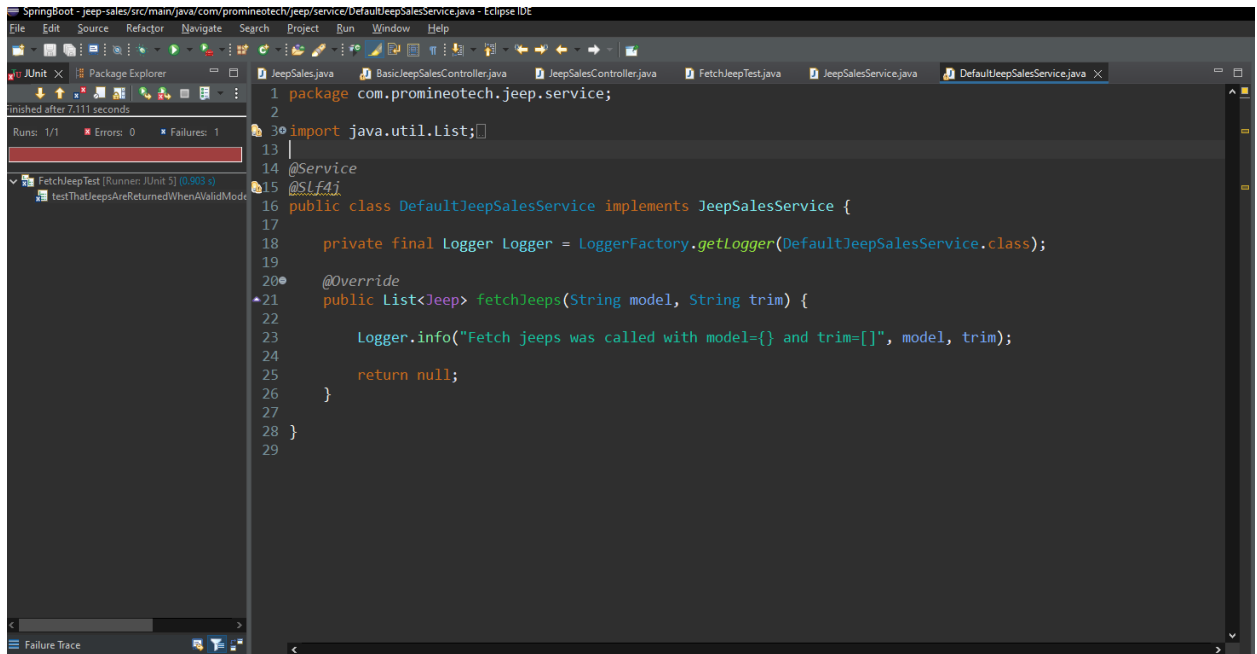 SpringBoot - jeep-sales/src/main/java/com/promineotech/jeep/service/DefaultJeepSalesService.java - Eclipse IDE
File Edit Source Refactor Navigate Search Project Run Window Help
JUnit Package Explorer
JeepSales.java BasicJeepSalesController.java JeepSalesController.java FetchJeepTest.java JeepSalesService.java DefaultJeepSalesService.java
Finished after 7.111 seconds
Runs: 1/1 Errors: 0 Failures: 1
FetchJeepTest [Runner: JUnit 5] (0.903 s)
testThatJeepsAreReturnedWhenAValidMode
1 package com.promineotech.jeep.service;
2
3 import java.util.List;
13
14 @Service
15 @Slf4j
16 public class DefaultJeepSalesService implements JeepSalesService {
17
18 private final Logger Logger = LoggerFactory.getLogger(DefaultJeepSalesService.class);
19
20 @Override
21 public List<Jeep> fetchJeeps(String model, String trim) {
22
23 Logger.info("Fetch jeeps was called with model={} and trim=[]", model, trim);
24
25 return null;
26 }
27
28 }
29
Failure Trace